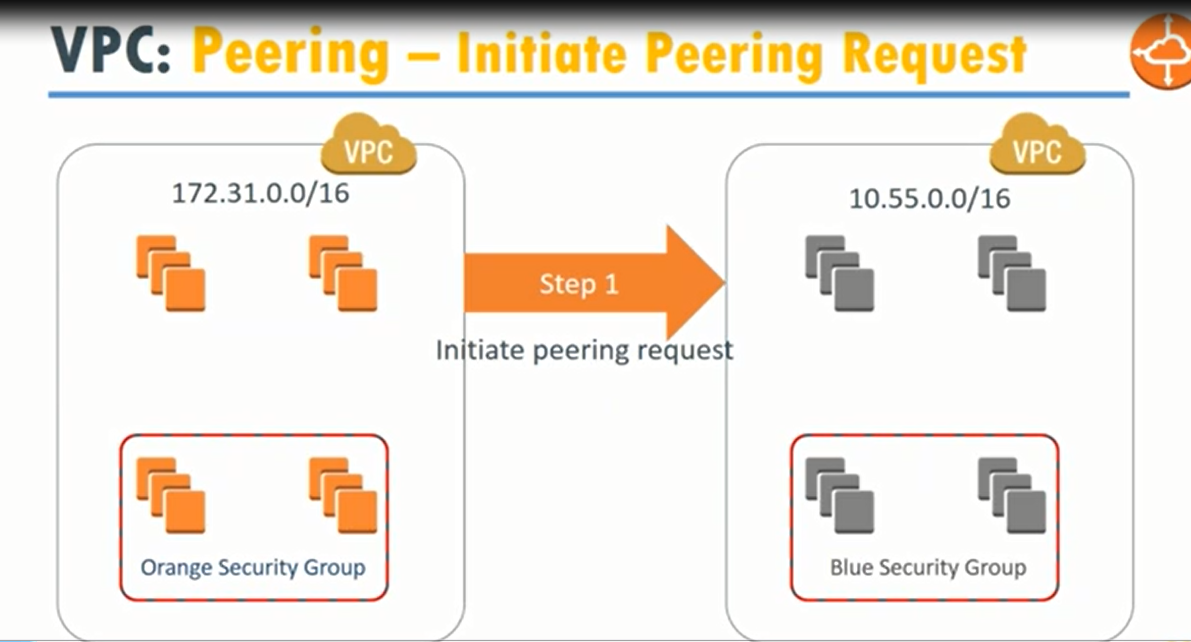 VPC: Peering – Initiate Peering Request
VPC
VPC
172.31.0.0/16
10.55.0.0/16
Step 1
Initiate peering request
Orange Security Group
Blue Security Group